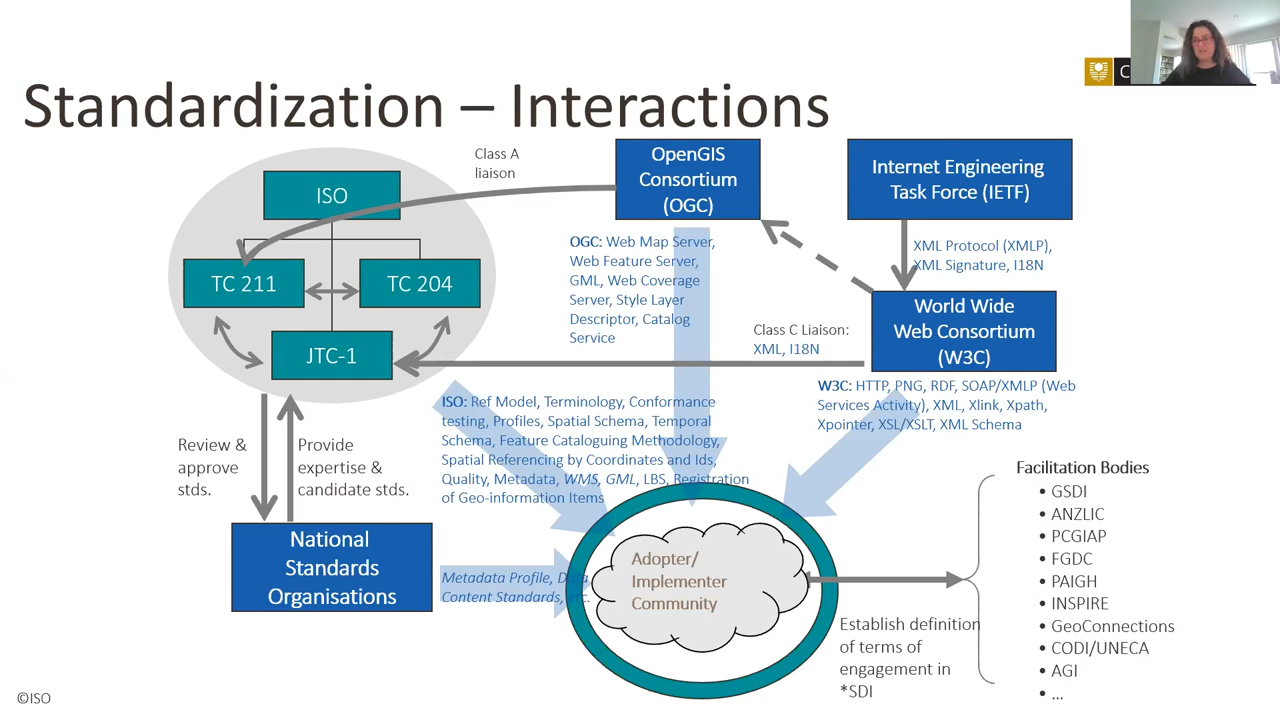 Standardization – Interactions
C
ISO
TC 211
TC 204
JTC-1
Class A
liaison
OpenGIS
Consortium
(OGC)
Internet Engineering
Task Force (IETF)
XML Protocol (XMLP),
XML Signature, I18N
OGC: Web Map Server,
Web Feature Server,
GML, Web Coverage
Server, Style Layer
Descriptor, Catalog
Service
World Wide
Web Consortium
(W3C)
Class C Liaison:
XML, I18N
W3C: HTTP, PNG, RDF, SOAP/XMLP (Web
Services Activity), XML, Xlink, Xpath,
Xpointer, XSL/XSLT, XML Schema
ISO: Ref Model, Terminology, Conformance
testing, Profiles, Spatial Schema, Temporal
Schema, Feature Cataloguing Methodology,
Spatial Referencing by Coordinates and Ids,
Quality, Metadata, WMS, GML, LBS, Registration
of Geo-information Items
Review &
approve
stds.
Provide
expertise &
candidate stds.
National
Standards
Organisations
Metadata Profile, Data
Content Standards, etc.
Adopter/
Implementer
Community
Establish definition
of terms of
engagement in
*SDI
Facilitation Bodies
• GSDI
• ANZLIC
• PCGIAP
• FGDC
• PAIGH
• INSPIRE
• GeoConnections
• CODI/UNECA
• AGI
• ...
©ISO